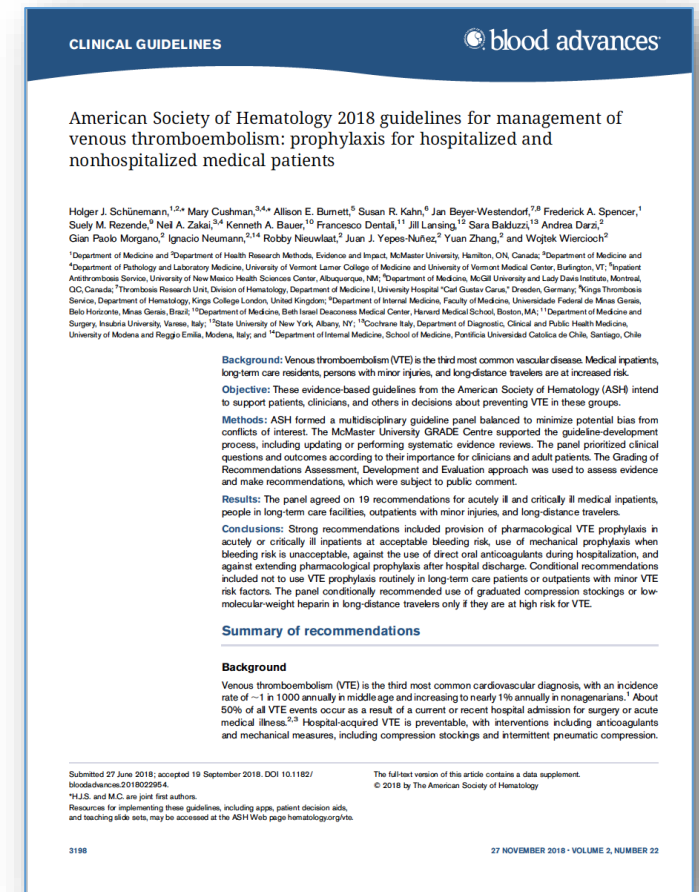 CLINICAL GUIDELINES
blood advances
American Society of Hematology 2018 guidelines for management of
venous thromboembolism: prophylaxis for hospitalized and
nonhospitalized medical patients
Holger J. Schünemann,1,2,* Mary Cushman,3,4,* Allison E. Burnett,5 Susan R. Kahn,6 Jan Beyer-Westendorf,7,8 Frederick A. Spencer,1
Suely M. Rezende,9 Neil A. Zakai,3,4 Kenneth A. Bauer,10 Francesco Dentali,11 Jill Lansing,12 Sara Balduzzi,13 Andrea Darzi,2
Gian Paolo Morgano,2 Ignacio Neumann,2,14 Robby Nieuwlaat,2 Juan J. Yepes-Nuñez,2 Yuan Zhang,2 and Wojtek Wiercioch2
1Department of Medicine and 2Department of Health Research Methods, Evidence and Impact, McMaster University, Hamilton, ON, Canada; 3Department of Medicine and
4Department of Pathology and Laboratory Medicine, University of Vermont Larner College of Medicine and University of Vermont Medical Center, Burlington, VT; 5Inpatient
Antithrombosis Service, University of New Mexico Health Sciences Center, Albuquerque, NM; 6Department of Medicine, McGill University and Lady Davis Institute, Montreal,
QC, Canada; 7Thrombosis Research Unit, Division of Hematology, Department of Medicine I, University Hospital "Carl Gustav Carus," Dresden, Germany; 8Kings Thrombosis
Service, Department of Hematology, Kings College London, United Kingdom; 9Department of Internal Medicine, Faculty of Medicine, Universidade Federal de Minas Gerais,
Belo Horizonte, Minas Gerais, Brazil; 10Department of Medicine, Beth Israel Deaconess Medical Center, Harvard Medical School, Boston, MA; 11Department of Medicine and
Surgery, Insubria University, Varese, Italy; 12State University of New York, Albany, NY; 13Cochrane Italy, Department of Diagnostic, Clinical and Public Health Medicine,
University of Modena and Reggio Emilia, Modena, Italy; and 14Department of Internal Medicine, School of Medicine, Pontificia Universidad Catolica de Chile, Santiago, Chile
Background: Venous thromboembolism (VTE) is the third most common vascular disease. Medical inpatients,
long-term care residents, persons with minor injuries, and long-distance travelers are at increased risk.
Objective: These evidence-based guidelines from the American Society of Hematology (ASH) intend
to support patients, clinicians, and others in decisions about preventing VTE in these groups.
Methods: ASH formed a multidisciplinary guideline panel balanced to minimize potential bias from
conflicts of interest. The McMaster University GRADE Centre supported the guideline-development
process, including updating or performing systematic evidence reviews. The panel prioritized clinical
questions and outcomes according to their importance for clinicians and adult patients. The Grading of
Recommendations Assessment, Development and Evaluation approach was used to assess evidence
and make recommendations, which were subject to public comment.
Results: The panel agreed on 19 recommendations for acutely ill and critically ill medical inpatients,
people in long-term care facilities, outpatients with minor injuries, and long-distance travelers.
Conclusions: Strong recommendations included provision of pharmacological VTE prophylaxis in
acutely or critically ill inpatients at acceptable bleeding risk, use of mechanical prophylaxis when
bleeding risk is unacceptable, against the use of direct oral anticoagulants during hospitalization, and
against extending pharmacological prophylaxis after hospital discharge. Conditional recommendations
included not to use VTE prophylaxis routinely in long-term care patients or outpatients with minor VTE
risk factors. The panel conditionally recommended use of graduated compression stockings or low-
molecular-weight heparin in long-distance travelers only if they are at high risk for VTE.
Summary of recommendations
Background
Venous thromboembolism (VTE) is the third most common cardiovascular diagnosis, with an incidence
rate of ~1 in 1000 annually in middle age and increasing to nearly 1% annually in nonagenarians.1 About
50% of all VTE events occur as a result of a current or recent hospital admission for surgery or acute
medical illness.2,3 Hospital-acquired VTE is preventable, with interventions including anticoagulants
and mechanical measures, including compression stockings and intermittent pneumatic compression.
Submitted 27 June 2018; accepted 19 September 2018. DOI 10.1182/
bloodadvances.2018022954.
*H.J.S. and M.C. are joint first authors.
Resources for implementing these guidelines, including apps, patient decision aids,
and teaching slide sets, may be accessed at the ASH Web page hematology.org/vte.
The full-text version of this article contains a data supplement.
© 2018 by The American Society of Hematology
3198
27 NOVEMBER 2018 • VOLUME 2, NUMBER 22